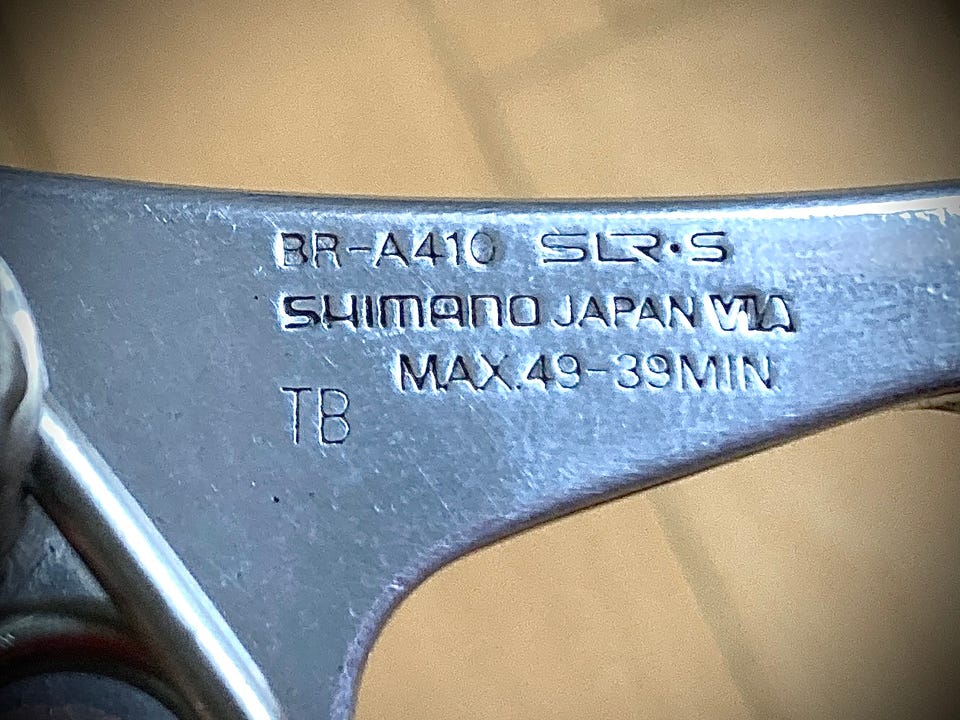 BR-A410 SLR·S
SHIMANO JAPAN VIA
MAX.49-39MIN
TB